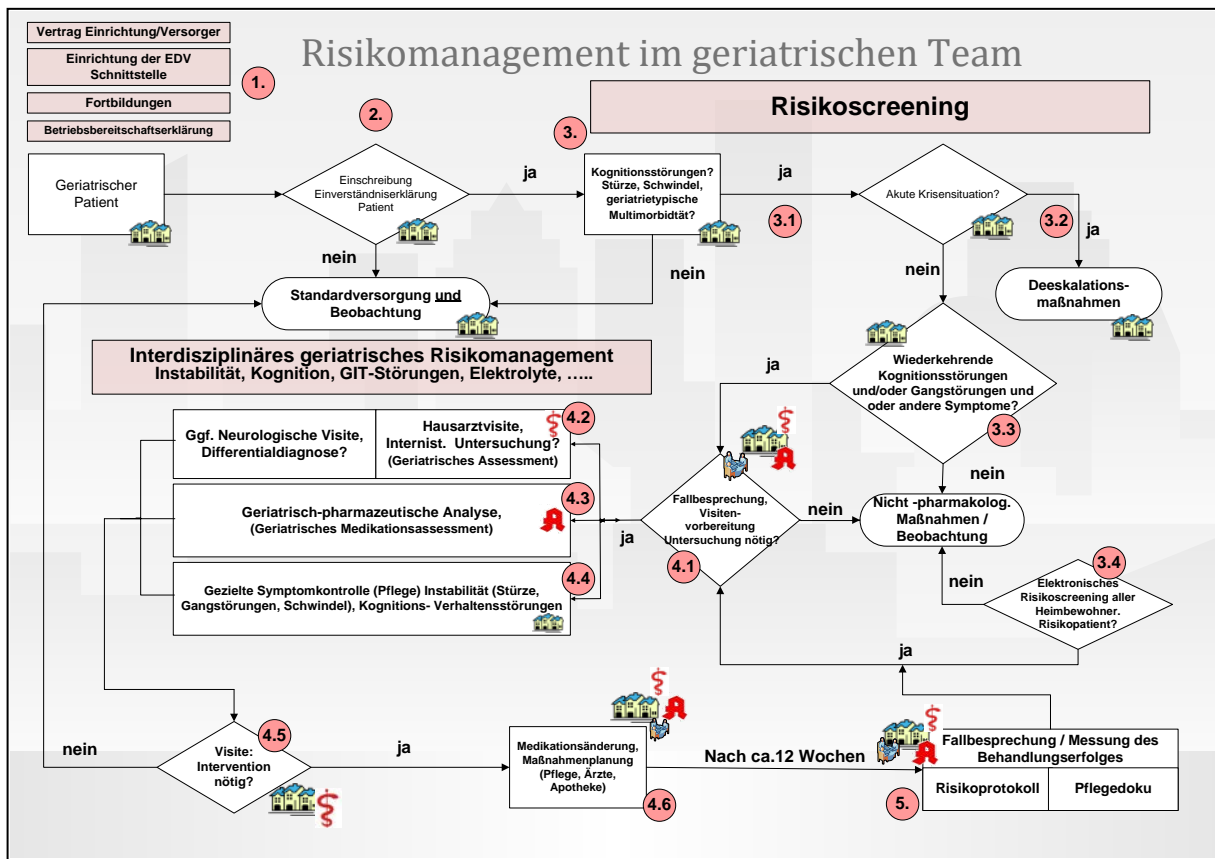 Vertrag Einrichtung/Versorger
Einrichtung der EDV
Schnittstelle
Fortbildungen
Betriebsbereitschaftserklärung
1.
Risikomanagement im geriatrischen Team
Risikoscreening
2.
3.
Geriatrischer
Patient
Einschreibung
Einverständniserklärung
Patient
ja
Kognitionsstörungen?
Stürze, Schwindel,
geriatrietypische
Multimorbidtät?
ja
3.1
Akute Krisensituation?
3.2
ja
nein
nein
nein
Standardversorgung und
Beobachtung
Deeskalations-
maßnahmen
Interdisziplinäres geriatrisches Risikomanagement
Instabilität, Kognition, GIT-Störungen, Elektrolyte, …..
ja
Wiederkehrende
Kognitionsstörungen
und/oder Gangstörungen und
oder andere Symptome?
3.3
nein
Ggf. Neurologische Visite,
Differentialdiagnose?
Hausarztvisite,
Internist. Untersuchung?
(Geriatrisches Assessment)
4.2
Geriatrisch-pharmazeutische Analyse,
(Geriatrisches Medikationsassessment)
4.3
Gezielte Symptomkontrolle (Pflege) Instabilität (Stürze,
Gangstörungen, Schwindel), Kognitions- Verhaltensstörungen
4.4
ja
Fallbesprechung,
Visiten-
vorbereitung
Untersuchung nötig?
4.1
nein
Nicht -pharmakolog.
Maßnahmen /
Beobachtung
nein
3.4
Elektronisches
Risikoscreening aller
Heimbewohner.
Risikopatient?
ja
nein
4.5
Visite:
Intervention
nötig?
ja
Medikationsänderung,
Maßnahmenplanung
(Pflege, Ärzte,
Apotheke)
4.6
Nach ca.12 Wochen
Fallbesprechung / Messung des
Behandlungserfolges
5.
Risikoprotokoll
Pflegedoku